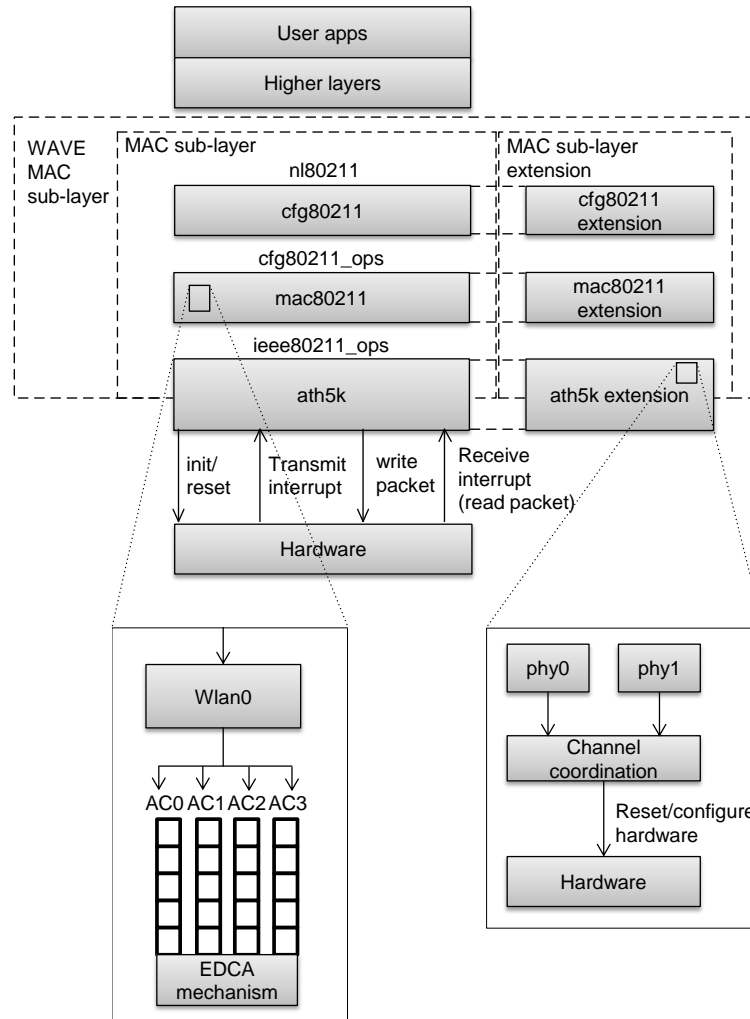 User apps
Higher layers
WAVE
MAC
sub-layer
MAC sub-layer
nl80211
cfg80211
cfg80211_ops
mac80211
ieee80211_ops
ath5k
MAC sub-layer
extension
cfg80211
extension
mac80211
extension
ath5k extension
init/
reset
Transmit
interrupt
write
packet
Receive
interrupt
(read packet)
Hardware
Wlan0
AC0 AC1 AC2 AC3
EDCA
mechanism
phy0
phy1
Channel
coordination
Reset/configure
hardware
Hardware